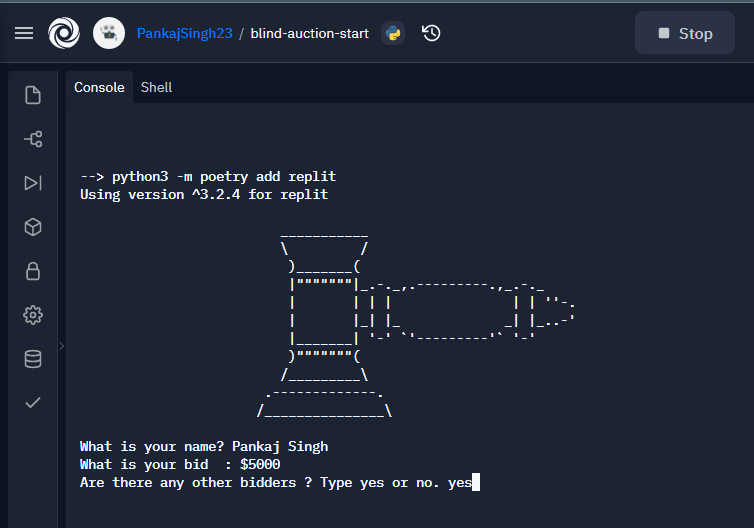 PankajSingh23 / blind-auction-start
Stop
Console Shell
--> python3 -m poetry add replit
Using version ^3.2.4 for replit
What is your name? Pankaj Singh
What is your bid  : $5000
Are there any other bidders ? Type yes or no. yes